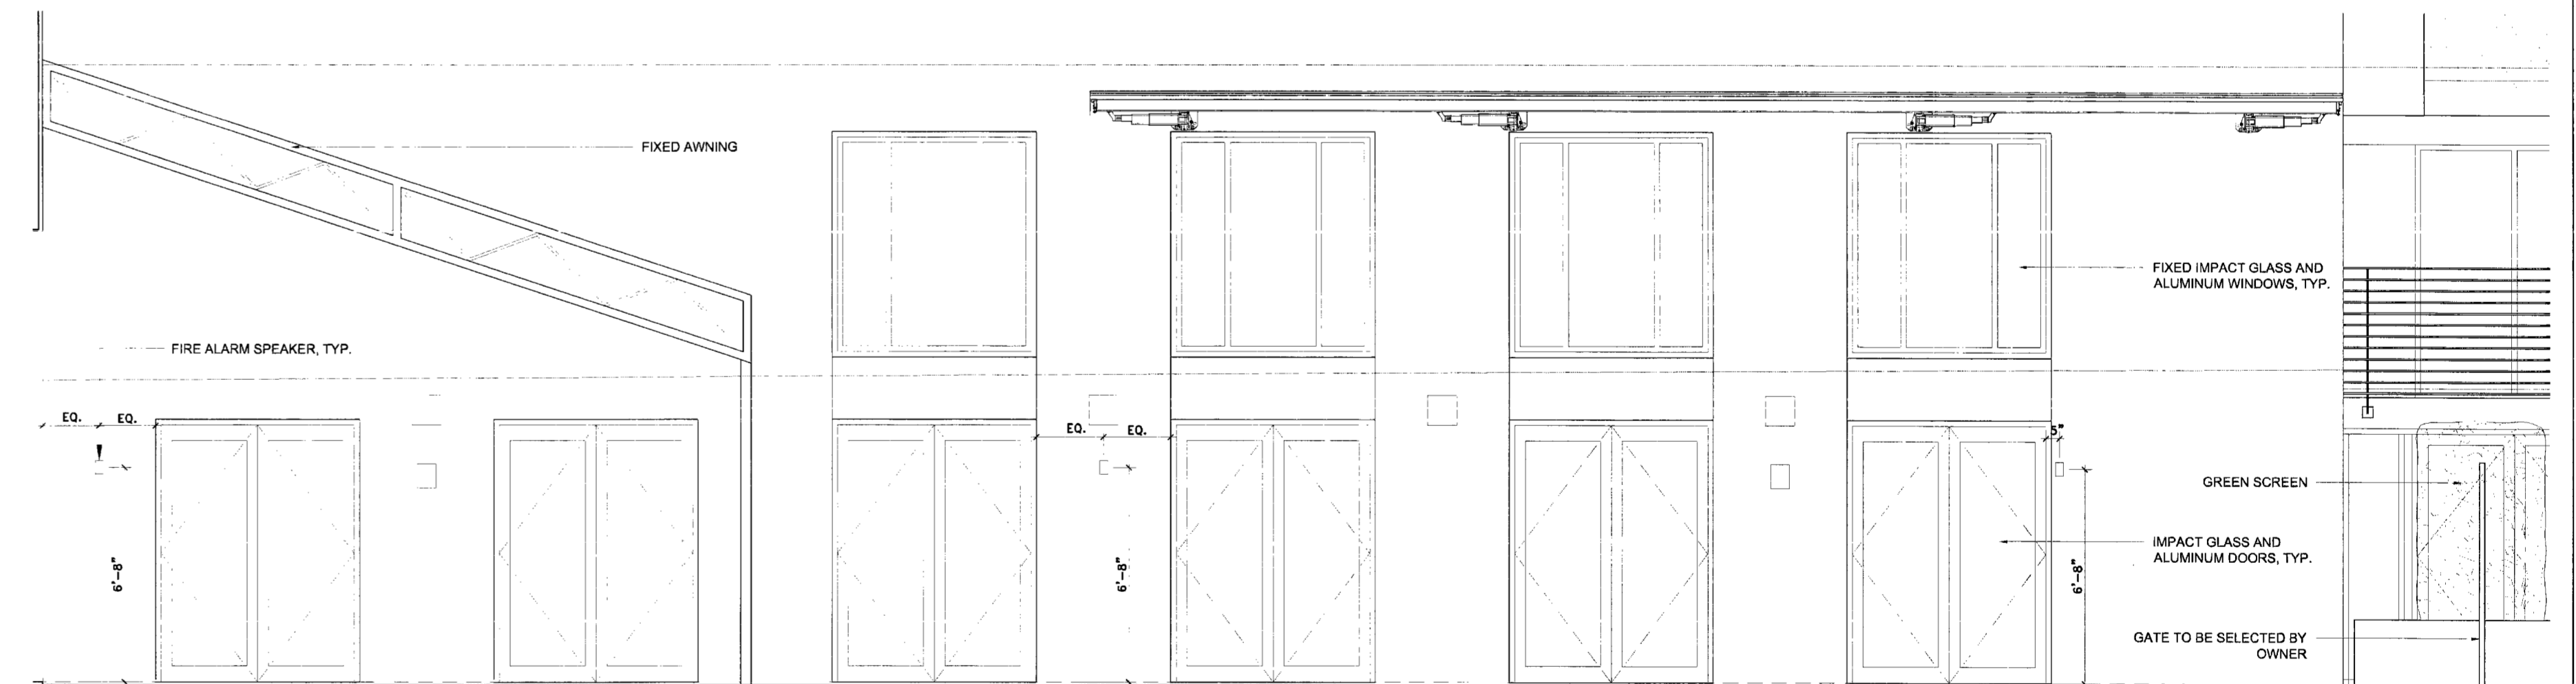 FIXED AWNING
FIXED IMPACT GLASS AND
ALUMINUM WINDOWS, TYP.
FIRE ALARM SPEAKER, TYP.
EQ.
EQ.
EQ.
EQ.
5"
GREEN SCREEN
IMPACT GLASS AND
ALUMINUM DOORS, TYP.
6'-8"
6'-8"
6'-8"
GATE TO BE SELECTED BY
OWNER